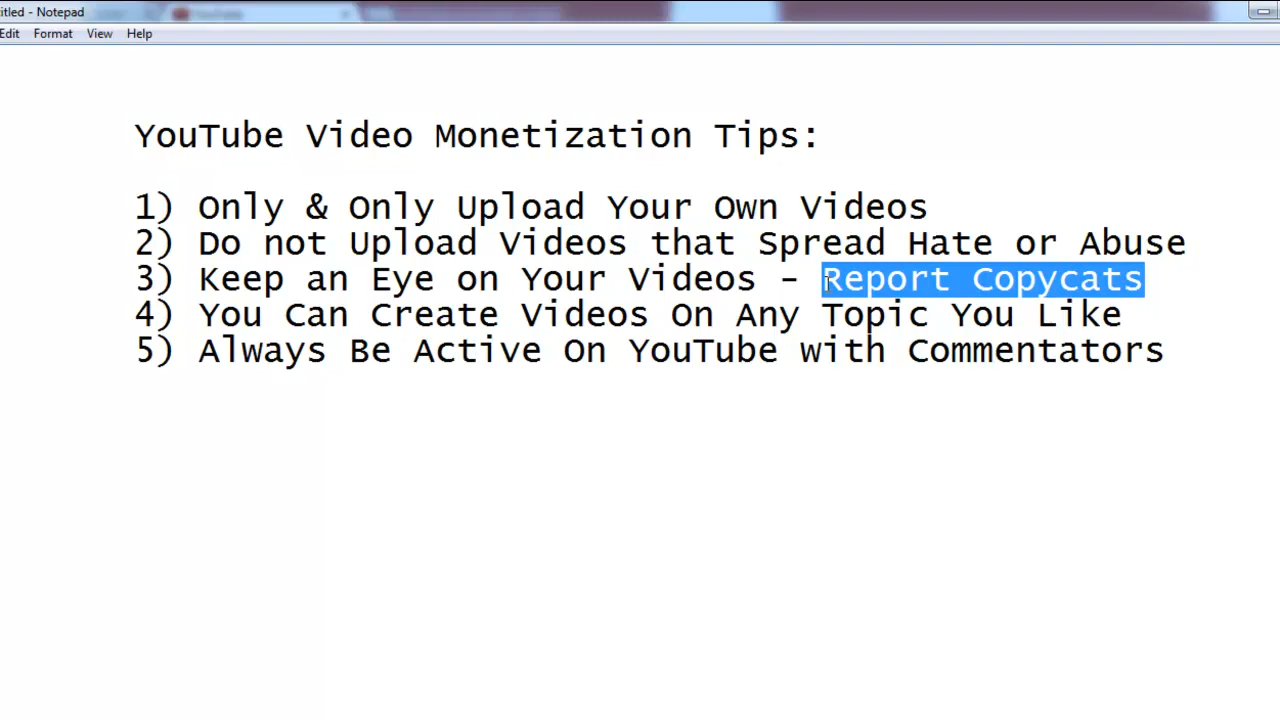 ntitled - Notepad
Edit Format View Help
YouTube Video Monetization Tips:
1) Only & Only Upload Your Own Videos
2) Do not Upload Videos that Spread Hate or Abuse
3) Keep an Eye on Your Videos - Report Copycats
4) You Can Create Videos On Any Topic You Like
5) Always Be Active On YouTube with Commentators